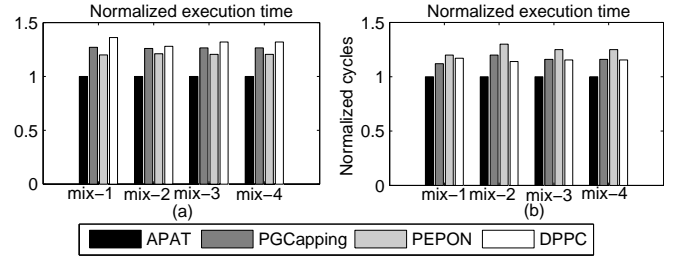 Normalized execution time
1.5
1
0.5
0
mix−1 mix−2 mix−3 mix−4
(a)
Normalized execution time
Normalized cycles
1.5
1
0.5
0
mix−1 mix−2 mix−3 mix−4
(b)
APAT PGCapping PEPON DPPC